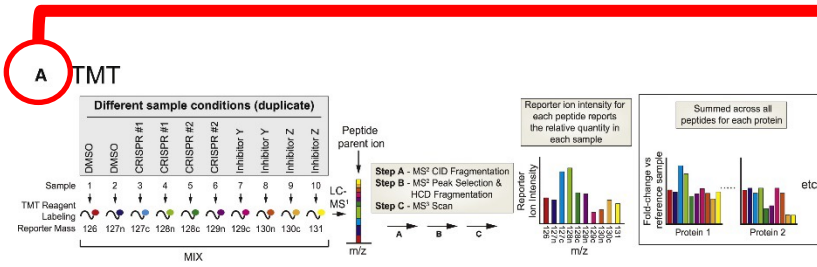 A TMT
Different sample conditions (duplicate)
DMSO DMSO CRISPR #1 CRISPR #1 CRISPR #2 CRISPR #2 Inhibitor Y Inhibitor Y Inhibitor Z Inhibitor Z
Sample 1 2 3 4 5 6 7 8 9 10
TMT Reagent
Labeling
Reporter Mass 126 127n 127c 128n 128c 129n 129c 130n 130c 131
MIX
LC-
MS¹
Peptide
parent ion
m/z
Step A - MS² CID Fragmentation
Step B - MS² Peak Selection &
HCD Fragmentation
Step C - MS³ Scan
A B C
Reporter ion intensity for
each peptide reports
the relative quantity in
each sample
Reporter
Ion Intensity
126 127n 127c 128n 128c 129n 129c 130n 130c 131
m/z
Summed across all
peptides for each protein
Fold-change vs
reference sample
Protein 1 Protein 2
etc